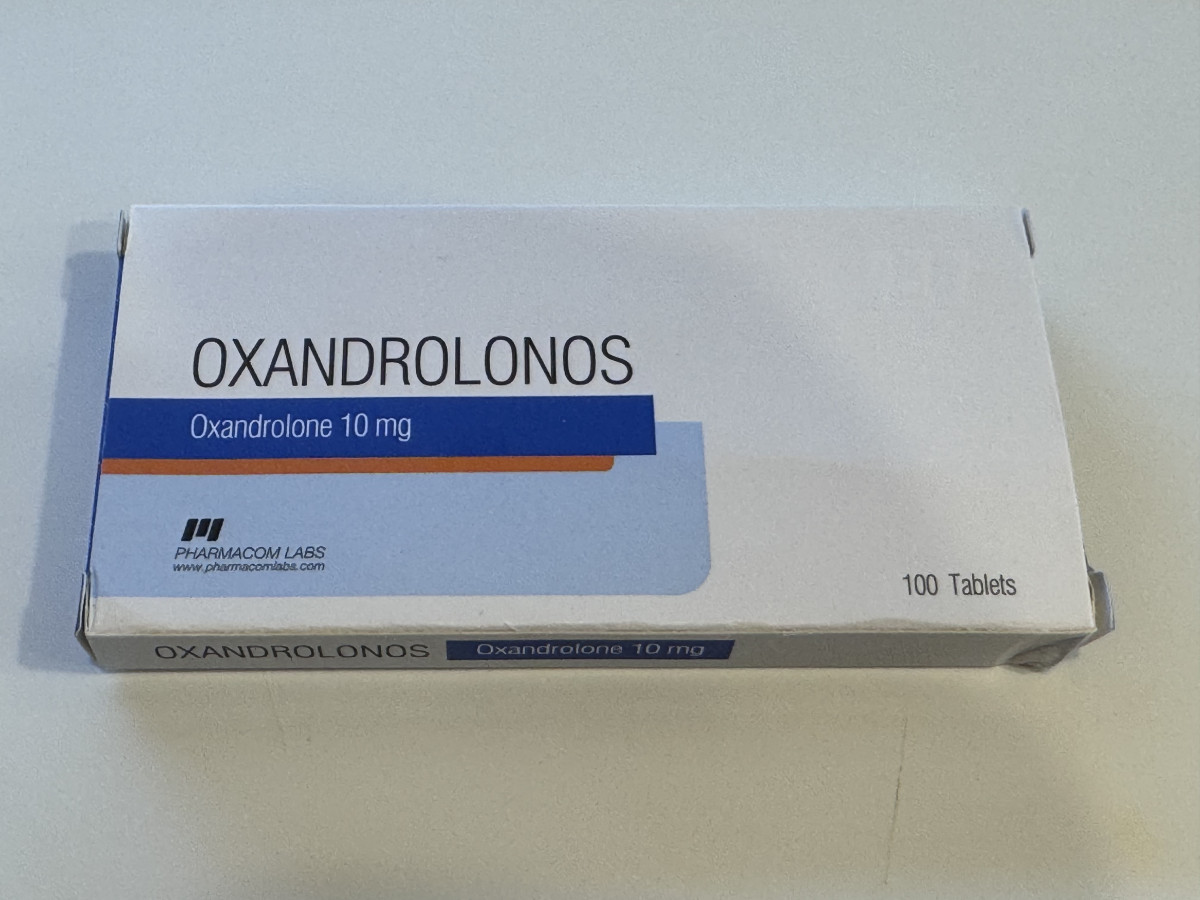 OXANDROLONOS
Oxandrolone 10 mg
PHARMACOM LABS
www.pharmacomlabs.com
100 Tablets
OXANDROLONOS Oxandrolone 10 mg